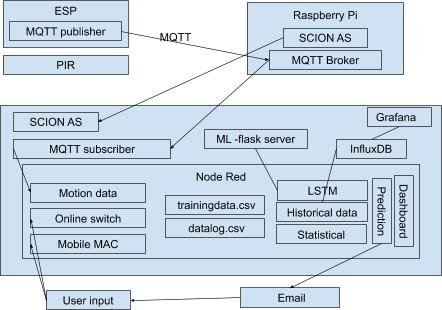 ESP
MQTT publisher
PIR
MQTT
Raspberry Pi
SCION AS
MQTT Broker
SCION AS
MQTT subscriber
ML -flask server
Grafana
InfluxDB
Node Red
Motion data
Online switch
Mobile MAC
trainingdata.csv
datalog.csv
LSTM
Historical data
Statistical
Prediction
Dashboard
User input
Email